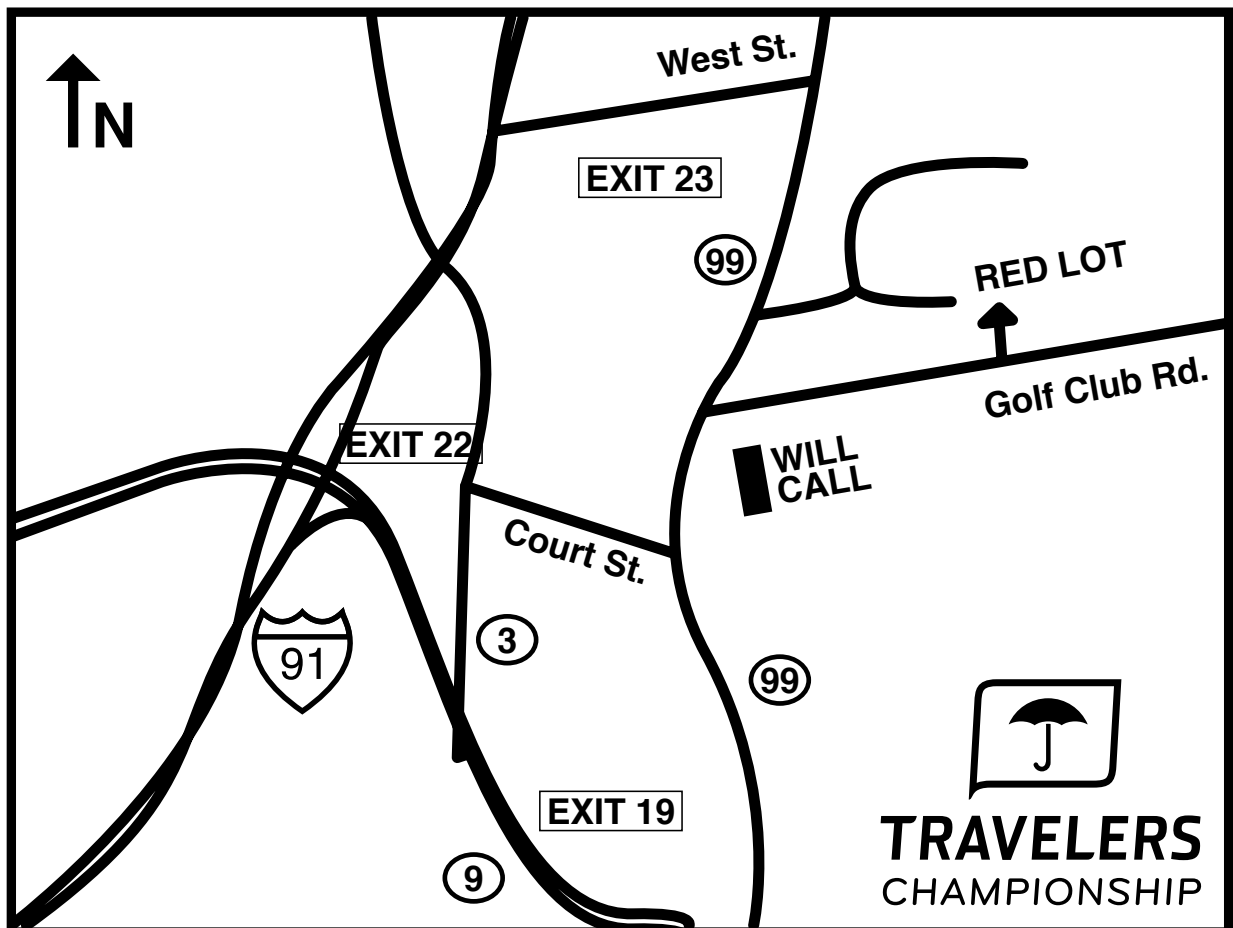 West St.
N
EXIT 23
99
RED LOT
Golf Club Rd.
EXIT 22
WILL
CALL
Court St.
3
91
99
EXIT 19
9
TRAVELERS
CHAMPIONSHIP